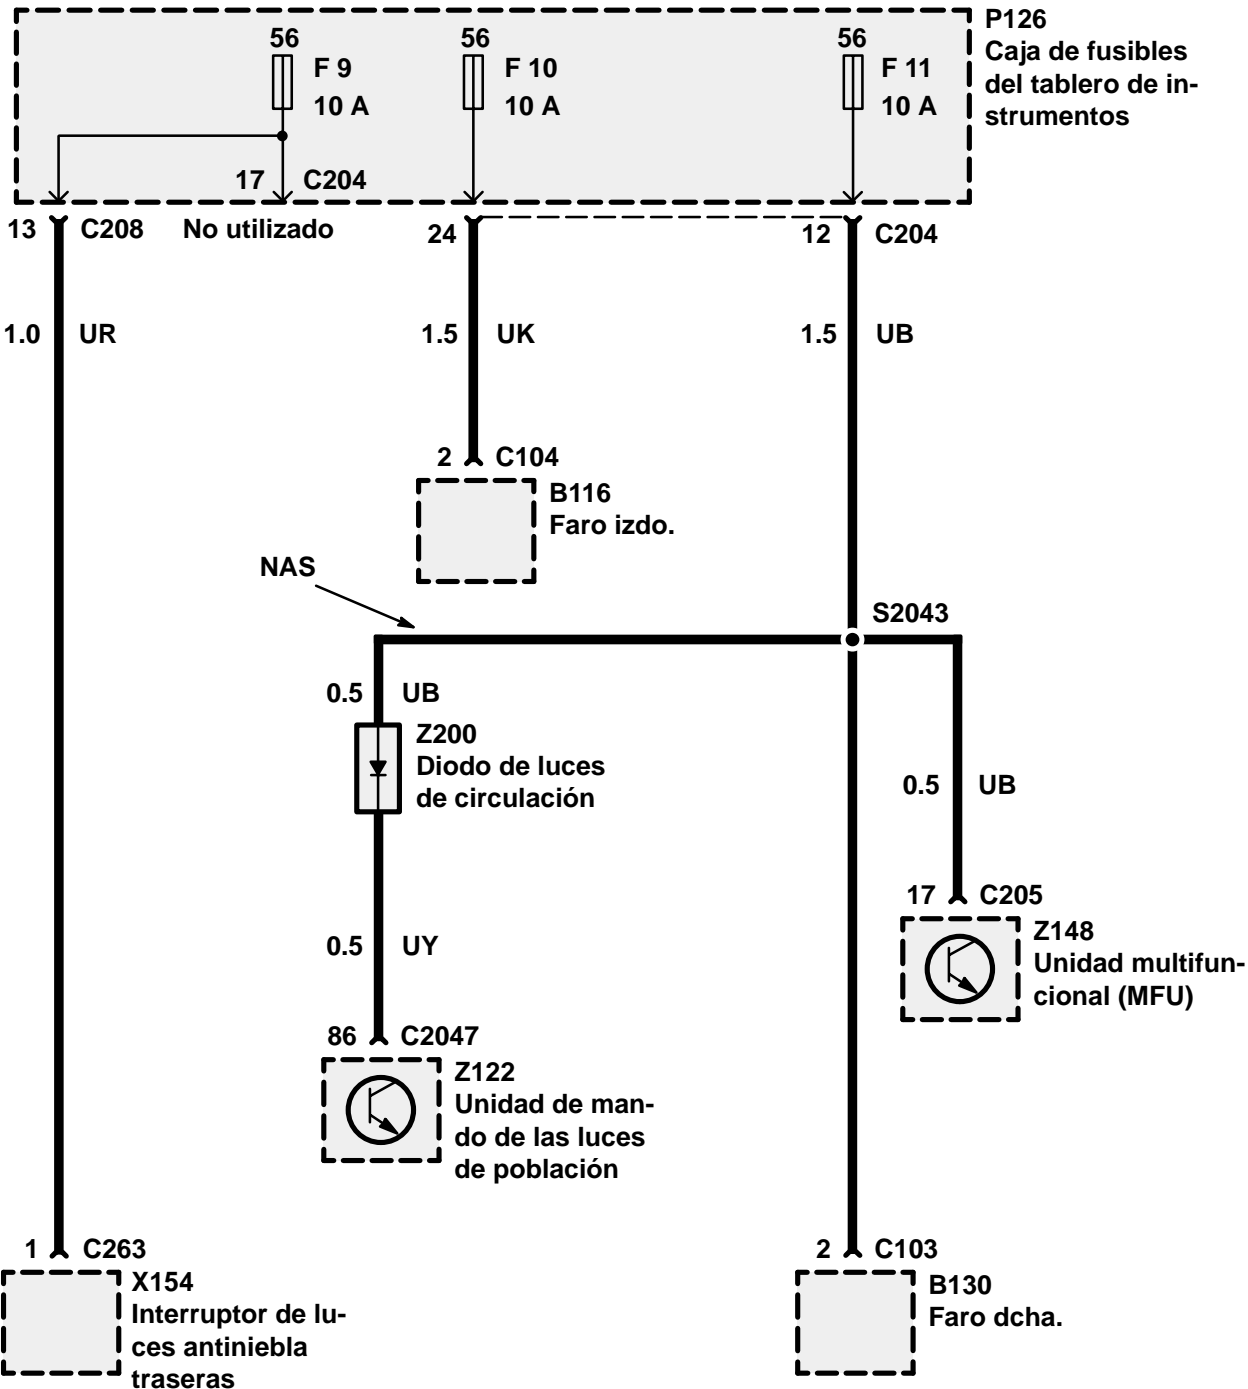 P126
Caja de fusibles
del tablero de in-
strumentos
56
F 9
10 A
56
F 10
10 A
56
F 11
10 A
17 C204
13 C208 No utilizado
24
12 C204
1.0 UR
1.5 UK
1.5 UB
2 C104
B116
Faro izdo.
NAS
S2043
0.5 UB
Z200
Diodo de luces
de circulación
0.5 UB
17 C205
Z148
Unidad multifun-
cional (MFU)
0.5 UY
86 C2047
Z122
Unidad de man-
do de las luces
de población
1 C263
X154
Interruptor de lu-
ces antiniebla
traseras
2 C103
B130
Faro dcha.